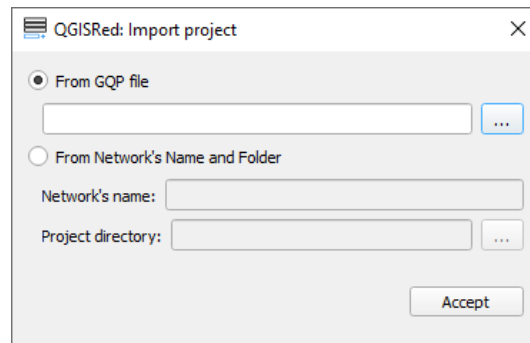 QGISRed: Import project
From GQP file
...
From Network's Name and Folder
Network's name:
Project directory:
...
Accept